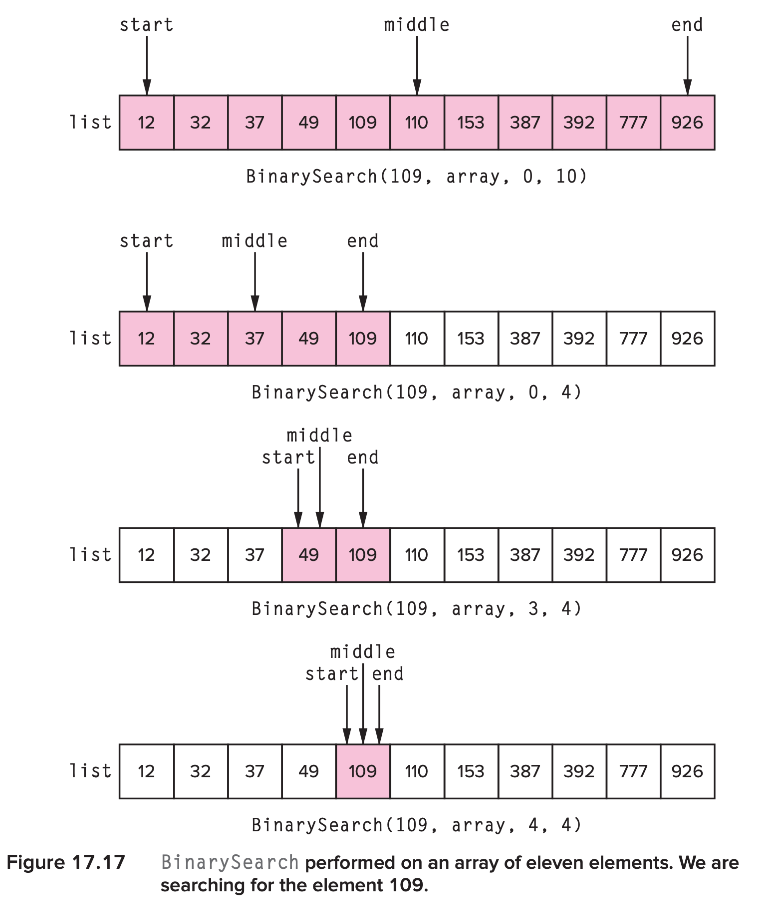 start middle end
list 12 32 37 49 109 110 153 387 392 777 926
BinarySearch(109, array, 0, 10)
start middle end
list 12 32 37 49 109 110 153 387 392 777 926
BinarySearch(109, array, 0, 4)
middle
start end
list 12 32 37 49 109 110 153 387 392 777 926
BinarySearch(109, array, 3, 4)
middle
start end
list 12 32 37 49 109 110 153 387 392 777 926
BinarySearch(109, array, 4, 4)
Figure 17.17 BinarySearch performed on an array of eleven elements. We are
searching for the element 109.